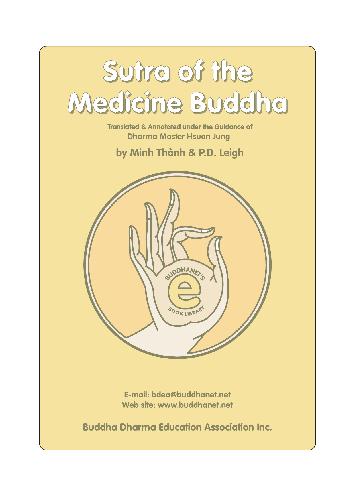 Sutra of the
Medicine Buddha
Translated & Annotated under the Guidance of
Dharma Master Hsuan Jung
by Minh Thành & P.D. Leigh
BUDDHANET'S
e
BOOK LIBRARY
E-mail: bdea@buddhanet.net
Web site: www.buddhanet.net
Buddha Dharma Education Association Inc.